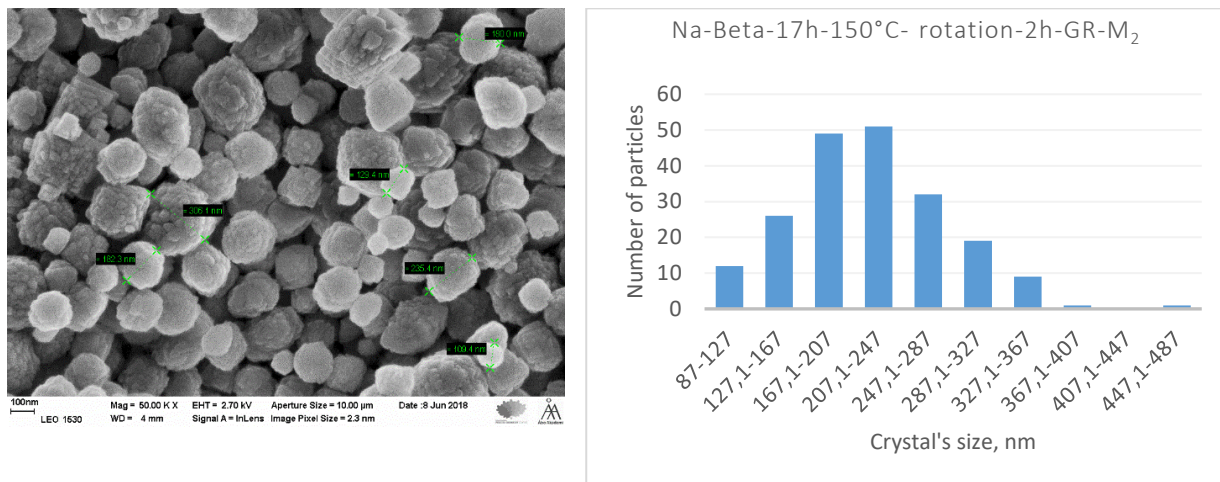 = 180.0 nm
= 129.4 nm
= 182.3 nm
= 235.4 nm
= 109.4 nm
100nm
LEO 1530
Mag = 50.00 K X
WD = 4 mm
EHT = 2.70 kV
Signal A = InLens
Aperture Size = 10.00 µm
Image Pixel Size = 2.3 nm
Date :8 Jun 2018
Na-Beta-17h-150°C- rotation-2h-GR-M₂
Number of particles
60
50
40
30
20
10
0
87-127
127,1-167
167,1-207
207,1-247
247,1-287
287,1-327
327,1-367
367,1-407
407,1-447
447,1-487
Crystal's size, nm